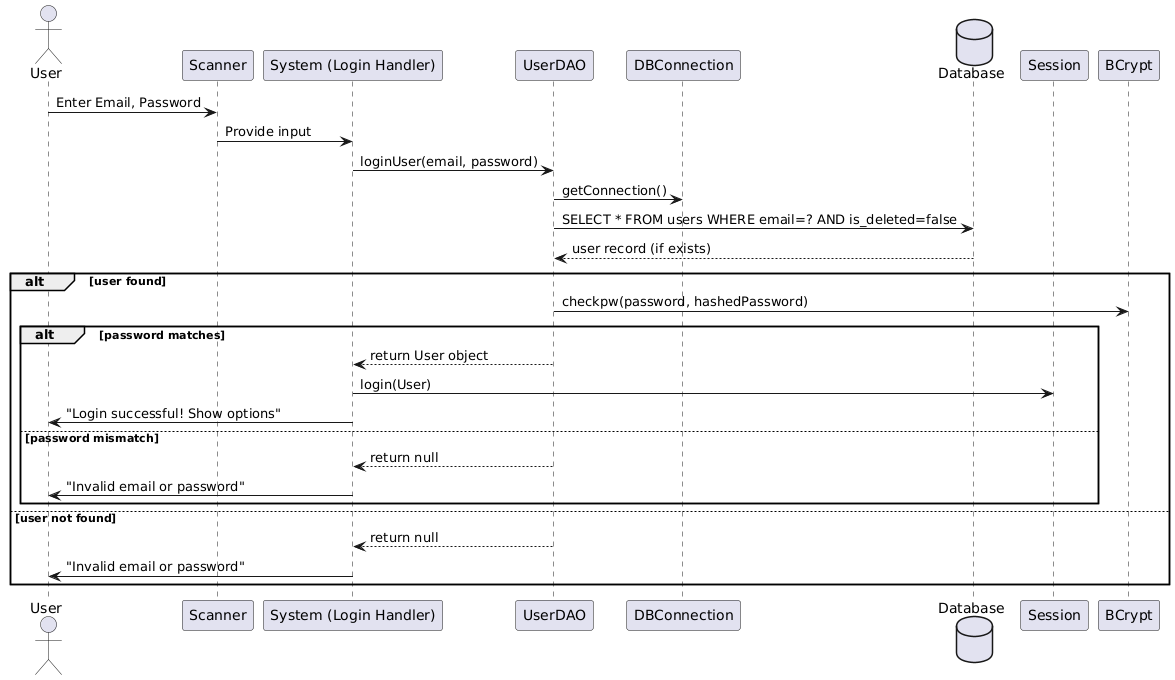 User
Scanner
System (Login Handler)
UserDAO
DBConnection
Database
Session
BCrypt
Enter Email, Password
Provide input
loginUser(email, password)
getConnection()
SELECT * FROM users WHERE email=? AND is_deleted=false
user record (if exists)
alt [user found]
checkpw(password, hashedPassword)
alt [password matches]
return User object
login(User)
"Login successful! Show options"
[password mismatch]
return null
"Invalid email or password"
[user not found]
return null
"Invalid email or password"
User
Scanner
System (Login Handler)
UserDAO
DBConnection
Database
Session
BCrypt